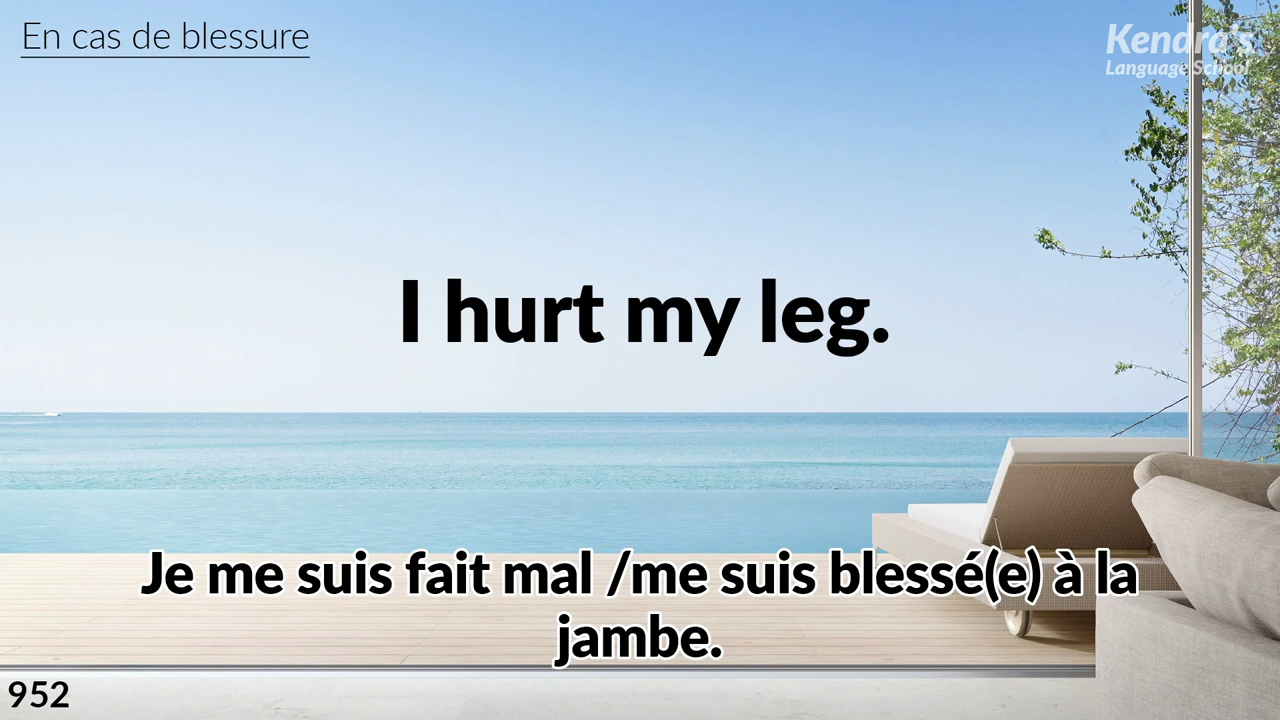 En cas de blessure
Kendra's
Language School
I hurt my leg.
Je me suis fait mal /me suis blessé(e) à la
jambe.
952